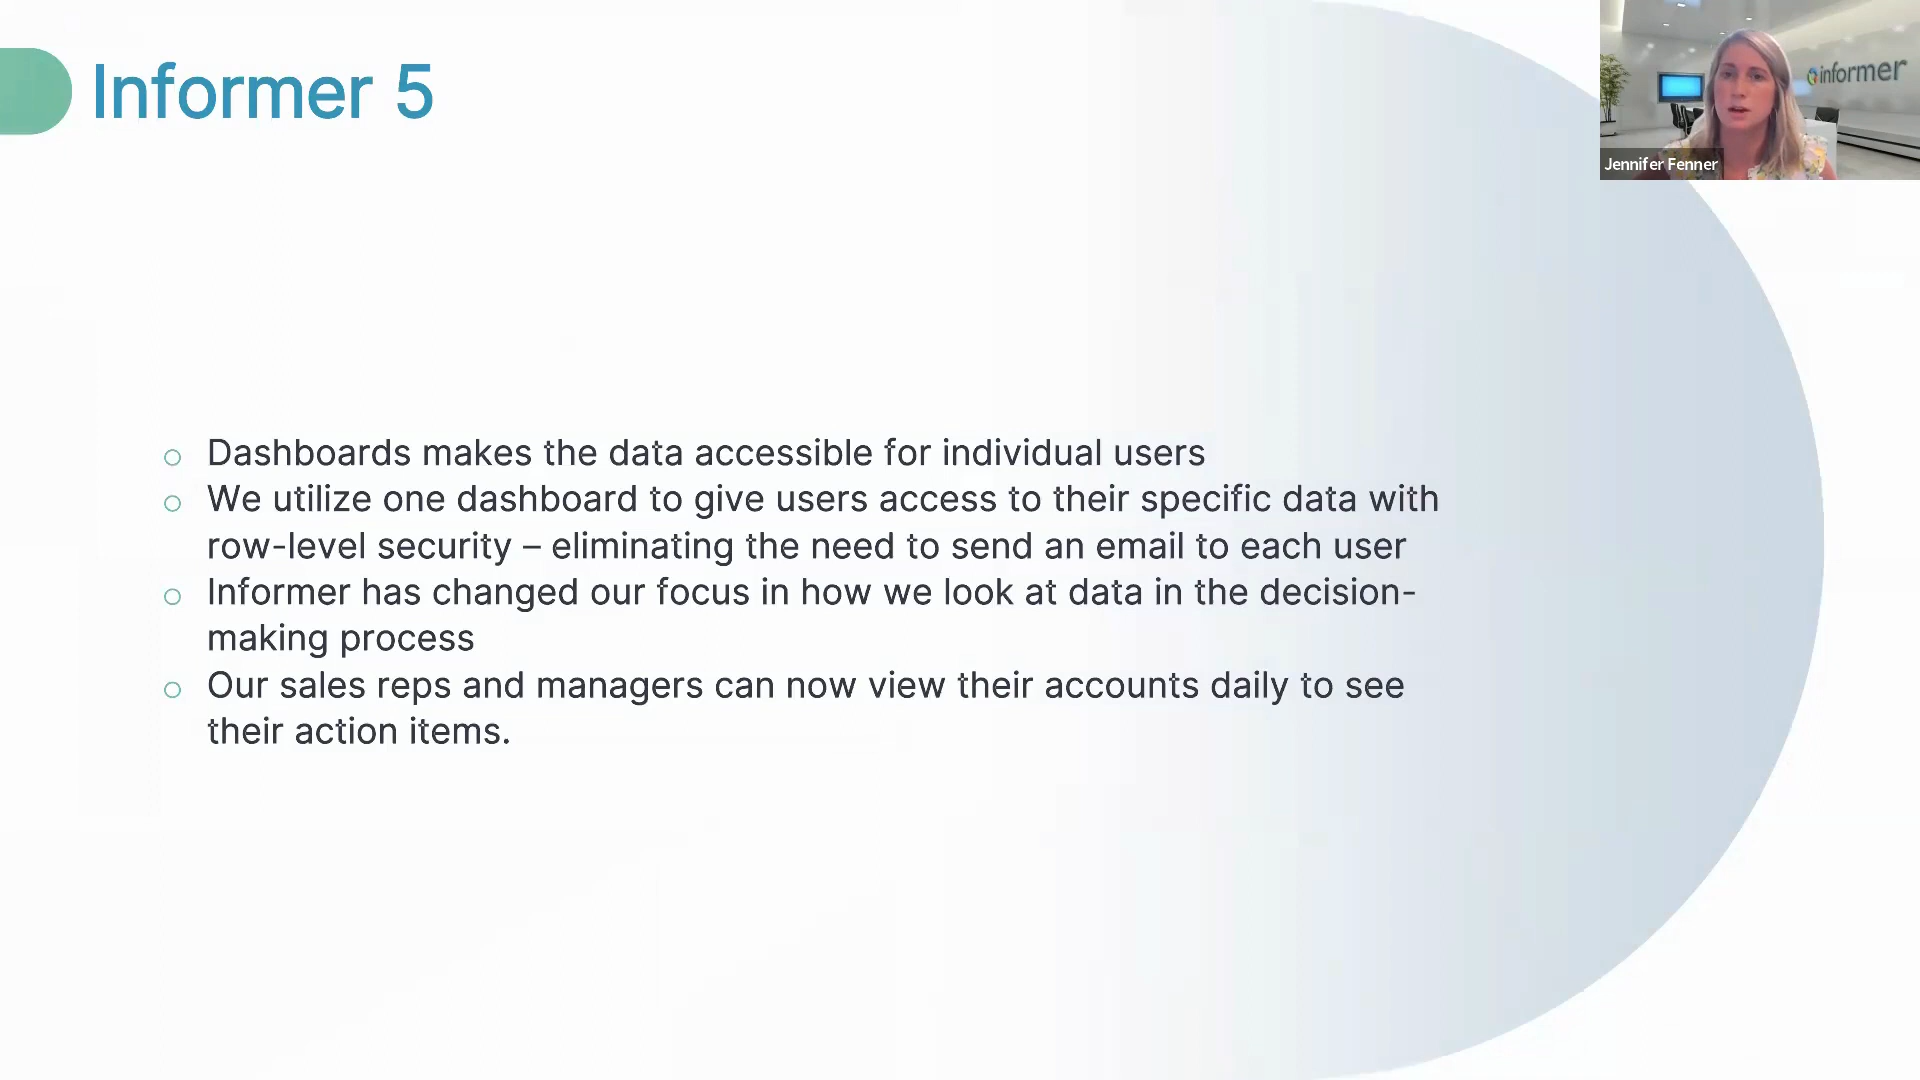 Informer 5
informer
Jennifer Fenner
Dashboards makes the data accessible for individual users
We utilize one dashboard to give users access to their specific data with
row-level security – eliminating the need to send an email to each user
Informer has changed our focus in how we look at data in the decision-
making process
Our sales reps and managers can now view their accounts daily to see
their action items.